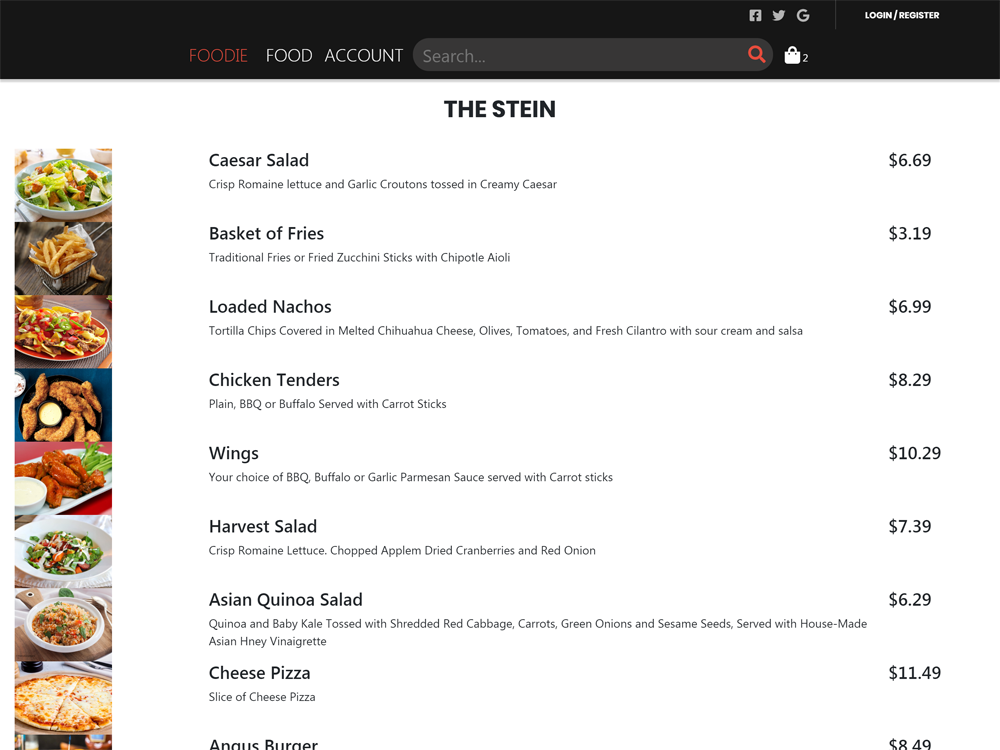 LOGIN / REGISTER
FOODIE FOOD ACCOUNT Search... 2
THE STEIN
Caesar Salad $6.69
Crisp Romaine lettuce and Garlic Croutons tossed in Creamy Caesar
Basket of Fries $3.19
Traditional Fries or Fried Zucchini Sticks with Chipotle Aioli
Loaded Nachos $6.99
Tortilla Chips Covered in Melted Chihuahua Cheese, Olives, Tomatoes, and Fresh Cilantro with sour cream and salsa
Chicken Tenders $8.29
Plain, BBQ or Buffalo Served with Carrot Sticks
Wings $10.29
Your choice of BBQ, Buffalo or Garlic Parmesan Sauce served with Carrot sticks
Harvest Salad $7.39
Crisp Romaine Lettuce. Chopped Applem Dried Cranberries and Red Onion
Asian Quinoa Salad $6.29
Quinoa and Baby Kale Tossed with Shredded Red Cabbage, Carrots, Green Onions and Sesame Seeds, Served with House-Made
Asian Hney Vinaigrette
Cheese Pizza $11.49
Slice of Cheese Pizza
Angus Burger $8.49